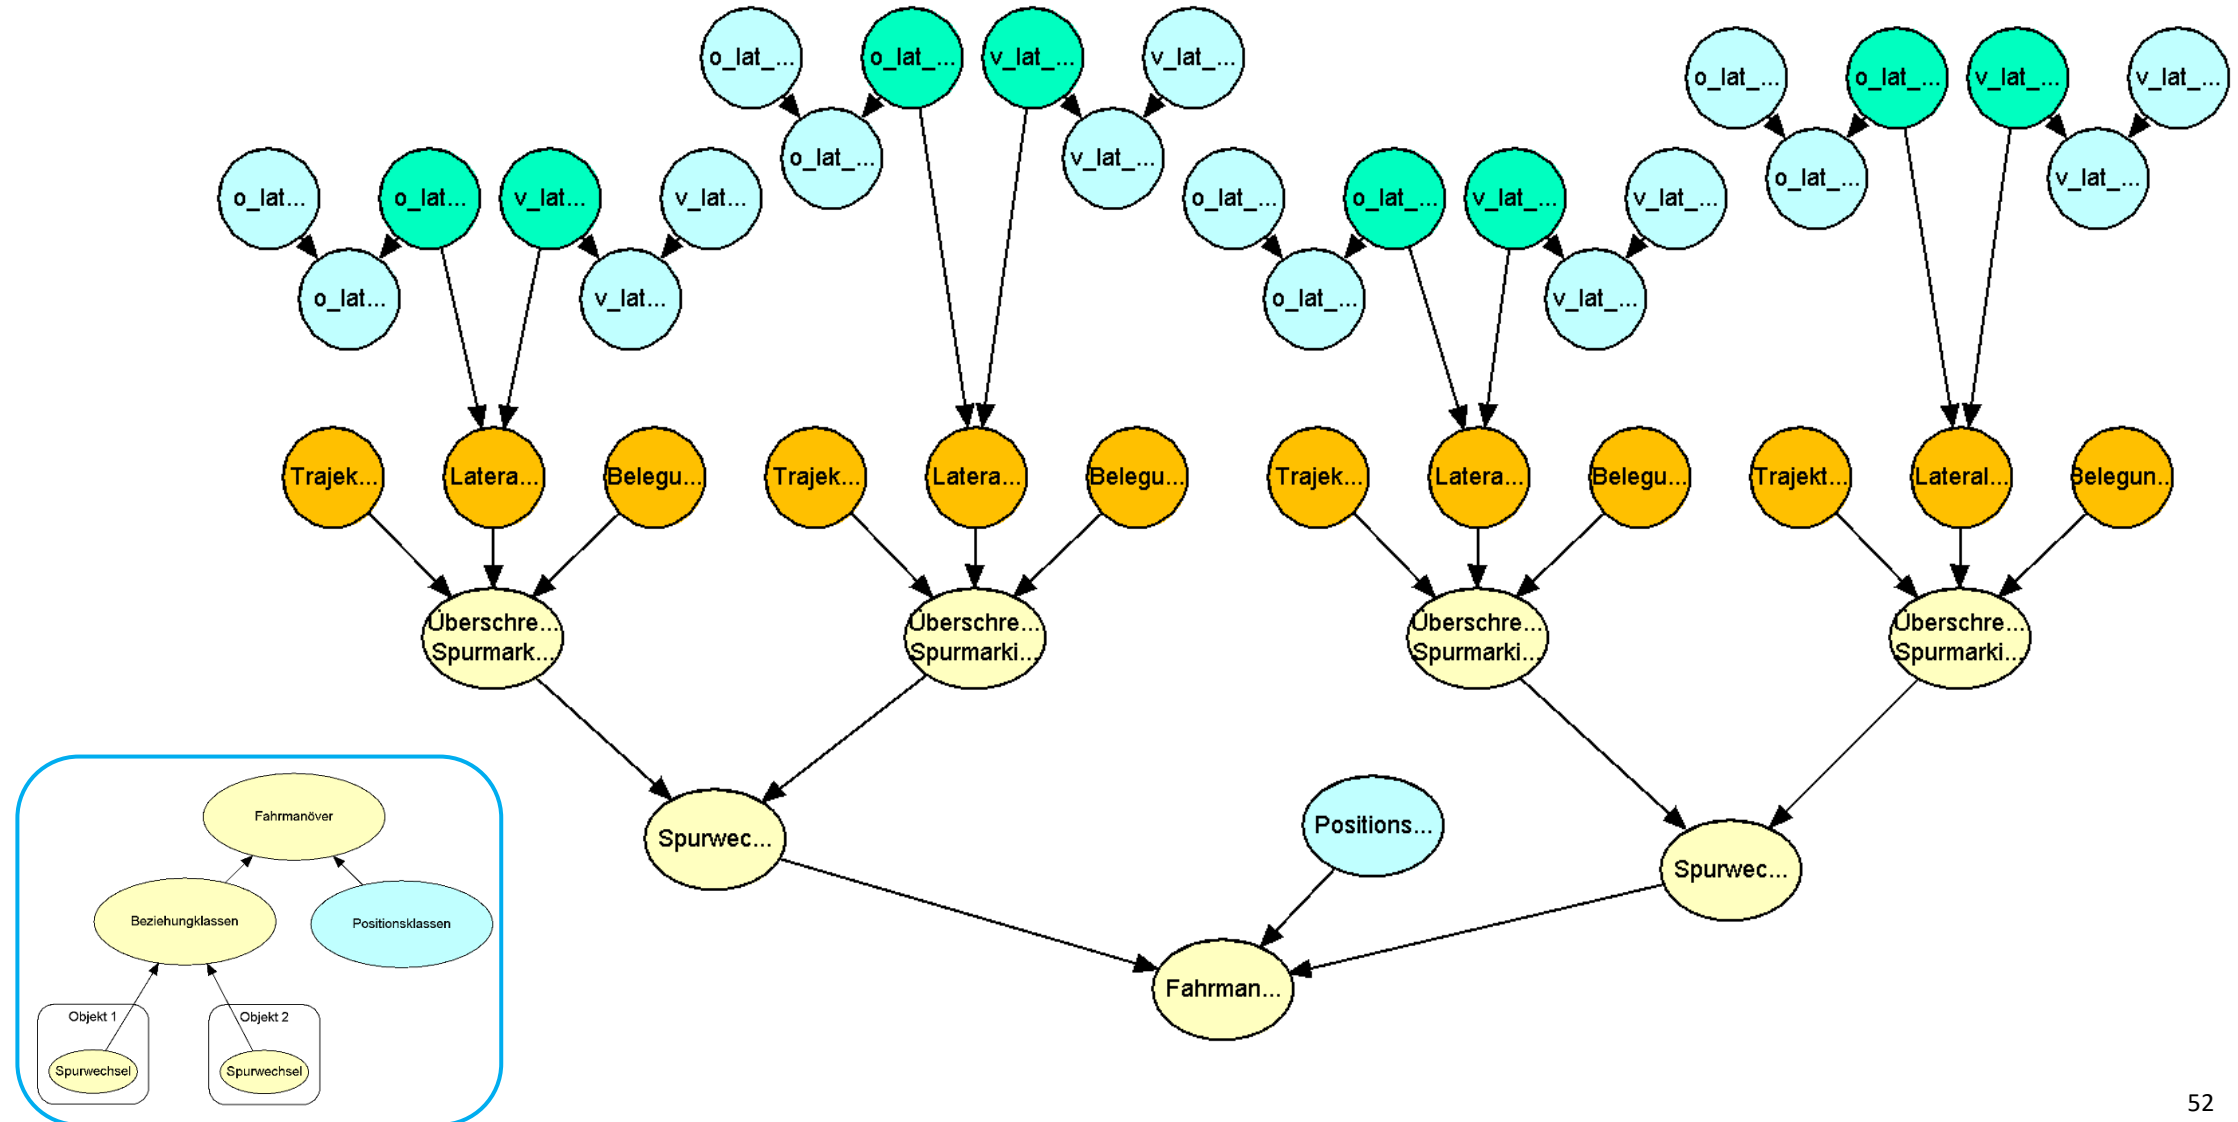 o_lat_...
o_lat_...
v_lat_...
v_lat_...
o_lat_...
o_lat_...
v_lat_...
v_lat_...
o_lat_...
v_lat_...
o_lat_...
v_lat_...
o_lat...
o_lat...
v_lat...
v_lat...
o_lat_...
o_lat_...
v_lat_...
v_lat_...
o_lat...
v_lat...
o_lat_...
v_lat_...
Trajek...
Latera...
Belegu...
Trajek...
Latera...
Belegu...
Trajek...
Latera...
Belegu...
Trajekt...
Lateral...
Belegun...
Überschre...
Spurmark...
Überschre...
Spurmarki...
Überschre...
Spurmarki...
Überschre...
Spurmarki...
Spurwec...
Positions...
Spurwec...
Fahrman...
Fahrmanöver
Beziehungklassen
Positionsklassen
Objekt 1
Objekt 2
Spurwechsel
Spurwechsel
52